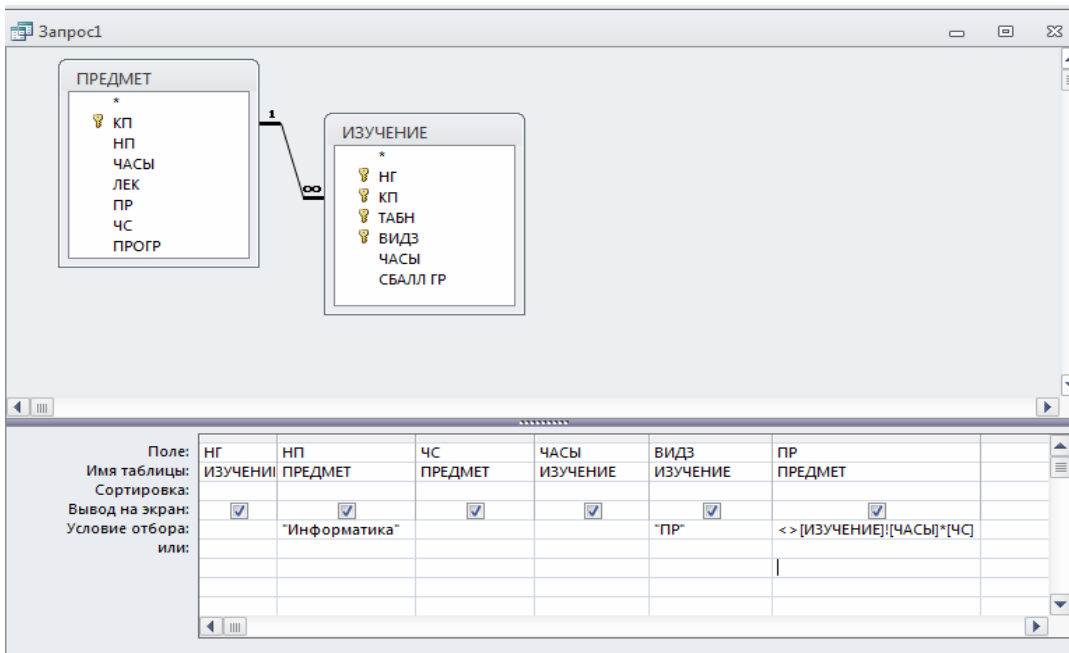 Запрос1
ПРЕДМЕТ
*
КП
НП
ЧАСЫ
ЛЕК
ПР
ЧС
ПРОГР
1
∞
ИЗУЧЕНИЕ
*
НГ
КП
ТАБН
ВИДЗ
ЧАСЫ
СБАЛЛ ГР
Поле: НГ НП ЧС ЧАСЫ ВИДЗ ПР
Имя таблицы: ИЗУЧЕНИ ПРЕДМЕТ ПРЕДМЕТ ИЗУЧЕНИЕ ИЗУЧЕНИЕ ПРЕДМЕТ
Сортировка:
Вывод на экран:
Условие отбора: "Информатика" "ПР" <>[ИЗУЧЕНИЕ]![ЧАСЫ]*[ЧС]
или: